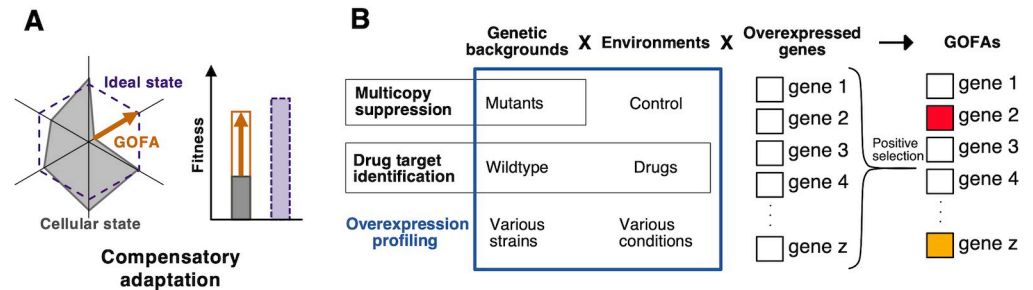 A
Ideal state
GOFA
Cellular state
Fitness
Compensatory
adaptation
B
Genetic
backgrounds X Environments X Overexpressed
genes
GOFAs
Multicopy
suppression
Mutants
Control
Drug target
identification
Wildtype
Drugs
Overexpression
profiling
Various
strains
Various
conditions
gene 1
gene 2
gene 3
gene 4
gene z
Positive
selection
gene 1
gene 2
gene 3
gene 4
gene z